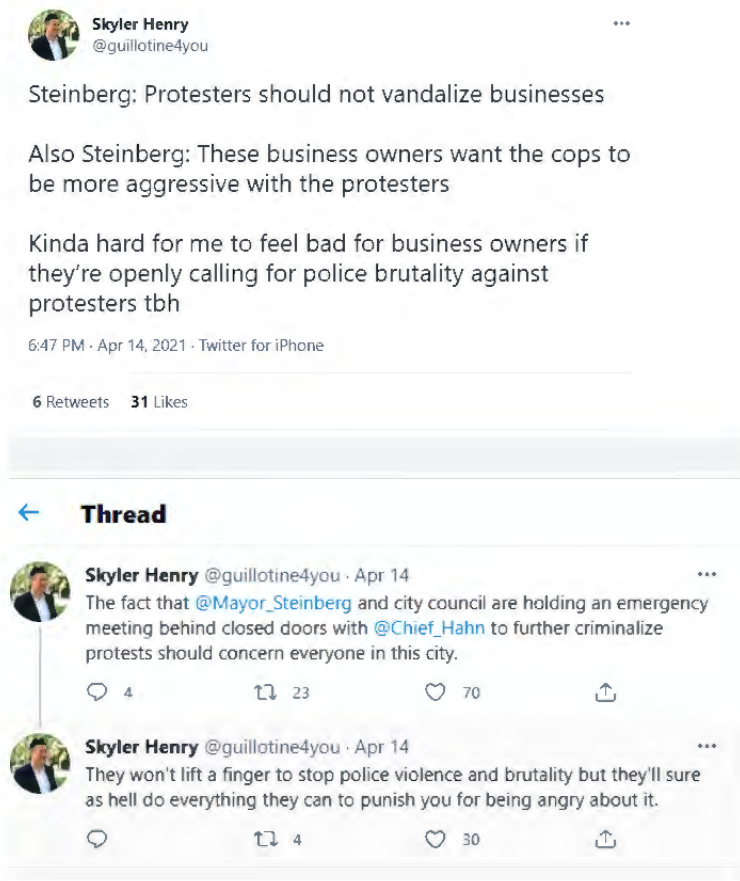 Skyler Henry
@guillotine4you
Steinberg: Protesters should not vandalize businesses
Also Steinberg: These business owners want the cops to
be more aggressive with the protesters
Kinda hard for me to feel bad for business owners if
they're openly calling for police brutality against
protesters tbh
6:47 PM · Apr 14, 2021 · Twitter for iPhone
6 Retweets 31 Likes
Thread
Skyler Henry @guillotine4you · Apr 14
The fact that @Mayor_Steinberg and city council are holding an emergency
meeting behind closed doors with @Chief_Hahn to further criminalize
protests should concern everyone in this city.
4 23 70
Skyler Henry @guillotine4you · Apr 14
They won't lift a finger to stop police violence and brutality but they'll sure
as hell do everything they can to punish you for being angry about it.
4 30